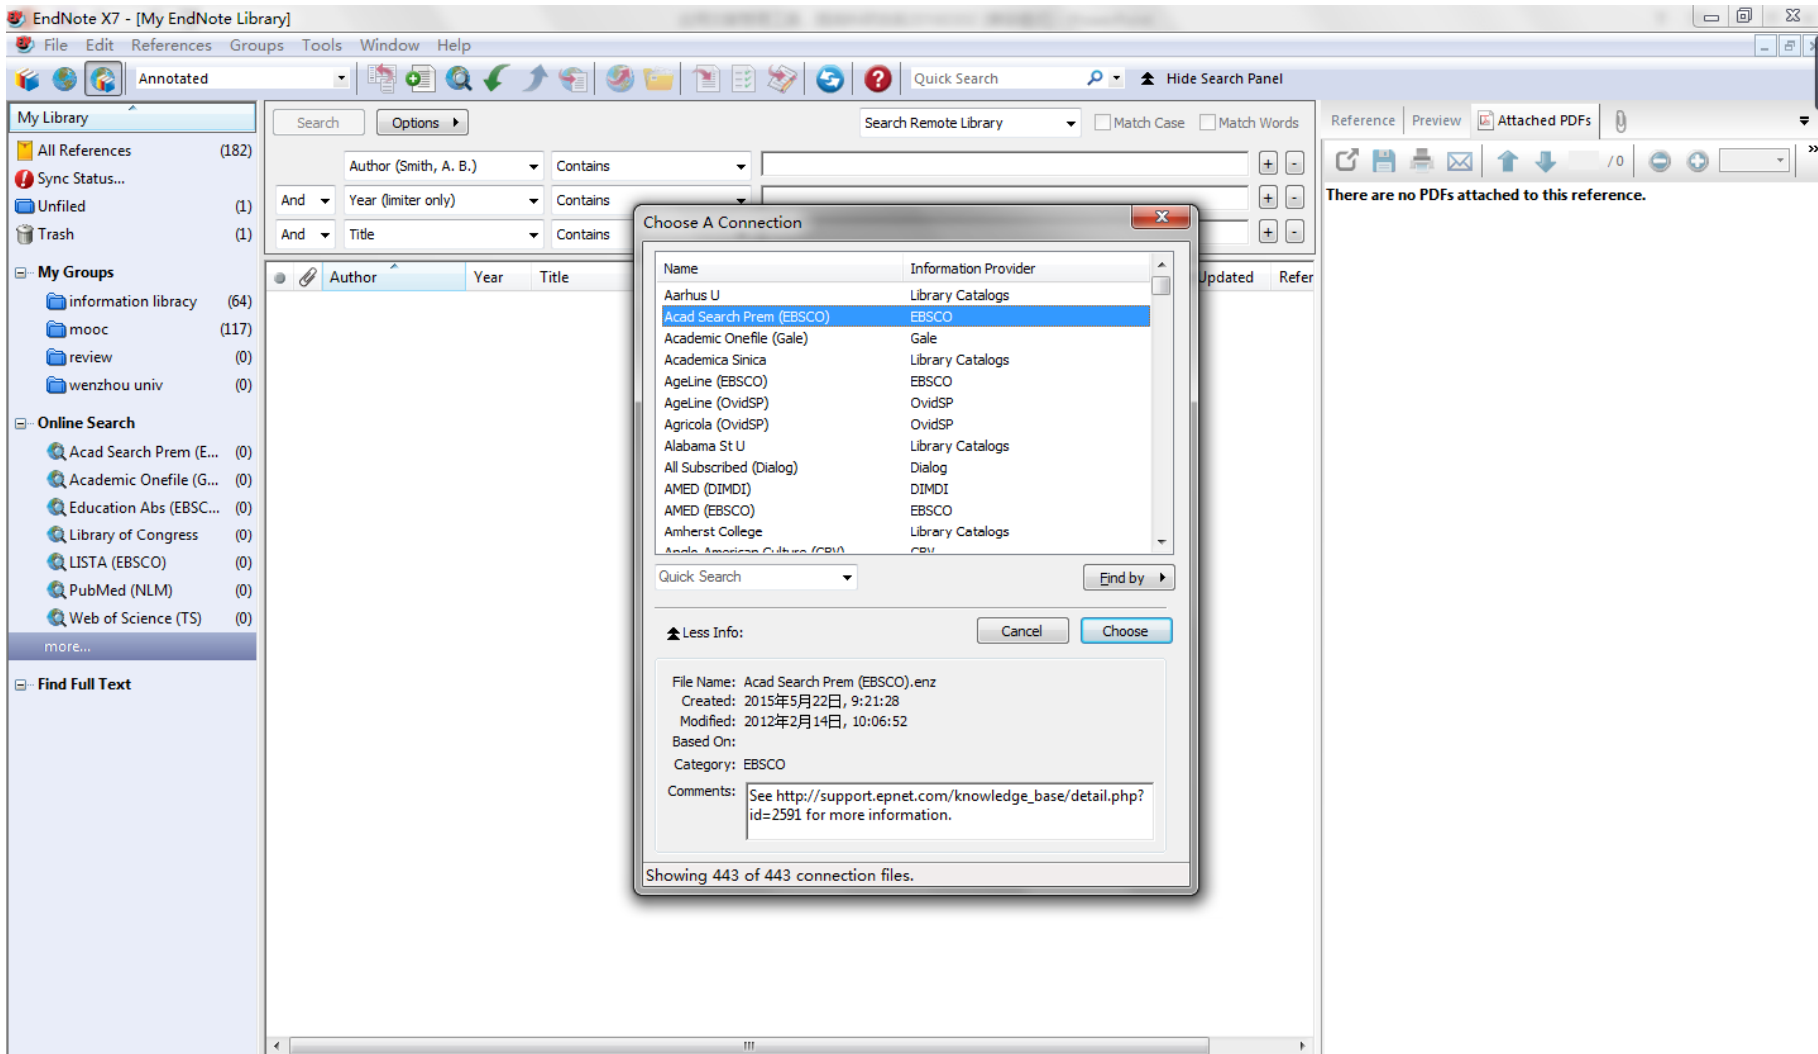 EndNote X7 - [My EndNote Library]
File Edit References Groups Tools Window Help
Annotated Quick Search Hide Search Panel
My Library
All References (182)
Sync Status...
Unfiled (1)
Trash (1)
My Groups
information libracy (64)
mooc (117)
review (0)
wenzhou univ (0)
Online Search
Acad Search Prem (E... (0)
Academic Onefile (G... (0)
Education Abs (EBSC... (0)
Library of Congress (0)
LISTA (EBSCO) (0)
PubMed (NLM) (0)
Web of Science (TS) (0)
more...
Find Full Text
Search Options Search Remote Library Match Case Match Words
Author (Smith, A. B.) Contains + -
And Year (limiter only) Contains + -
And Title Contains + -
Author Year Title Updated Refer
Choose A Connection
Name Information Provider
Aarhus U Library Catalogs
Acad Search Prem (EBSCO) EBSCO
Academic Onefile (Gale) Gale
Academica Sinica Library Catalogs
AgeLine (EBSCO) EBSCO
AgeLine (OvidSP) OvidSP
Agricola (OvidSP) OvidSP
Alabama St U Library Catalogs
All Subscribed (Dialog) Dialog
AMED (DIMDI) DIMDI
AMED (EBSCO) EBSCO
Amherst College Library Catalogs
Anglo-American Culture (CBV) CBV
Quick Search Find by
Less Info: Cancel Choose
File Name: Acad Search Prem (EBSCO).enz
Created: 2015年5月22日, 9:21:28
Modified: 2012年2月14日, 10:06:52
Based On:
Category: EBSCO
Comments: See http://support.epnet.com/knowledge_base/detail.php?
id=2591 for more information.
Showing 443 of 443 connection files.
Reference Preview Attached PDFs
/ 0
There are no PDFs attached to this reference.